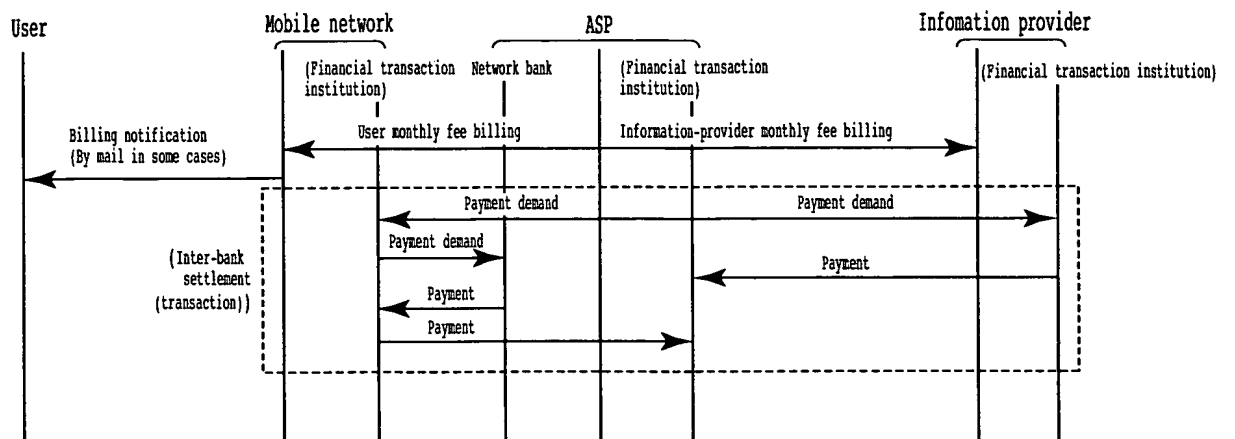 User
Mobile network
ASP
Infomation provider
(Financial transaction
institution)
Network bank
(Financial transaction
institution)
(Financial transaction institution)
Billing notification
(By mail in some cases)
User monthly fee billing
Information-provider monthly fee billing
Payment demand
Payment demand
Payment demand
(Inter-bank
settlement
(transaction))
Payment
Payment
Payment